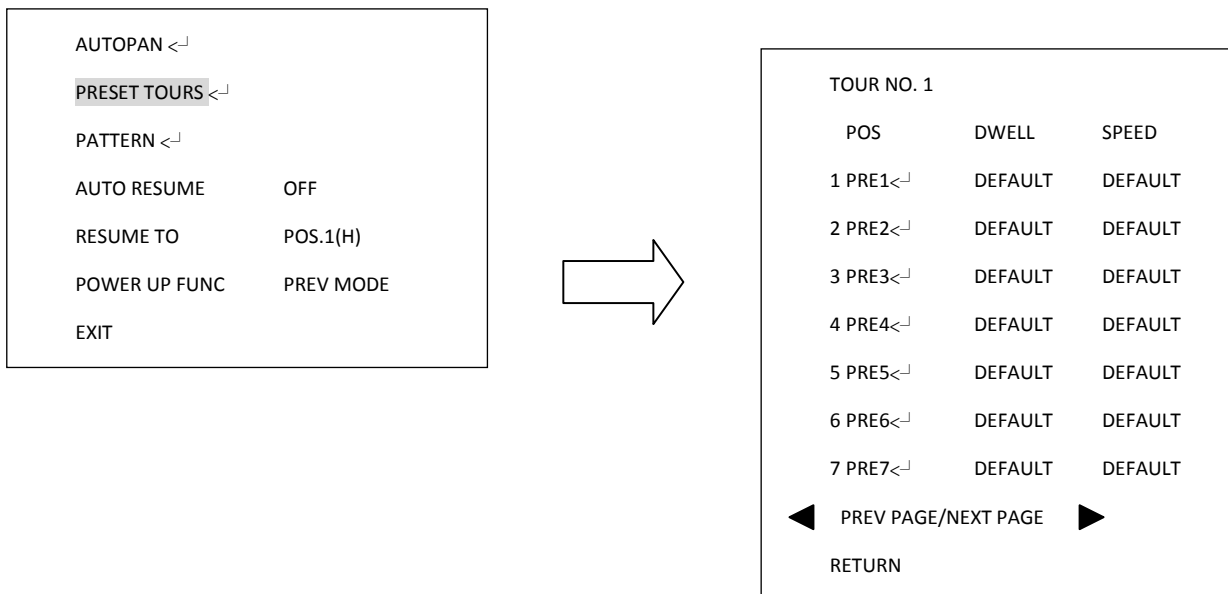 AUTOPAN <┘
PRESET TOURS <┘
PATTERN <┘
AUTO RESUME OFF
RESUME TO POS.1(H)
POWER UP FUNC PREV MODE
EXIT
TOUR NO. 1
POS DWELL SPEED
1 PRE1<┘ DEFAULT DEFAULT
2 PRE2<┘ DEFAULT DEFAULT
3 PRE3<┘ DEFAULT DEFAULT
4 PRE4<┘ DEFAULT DEFAULT
5 PRE5<┘ DEFAULT DEFAULT
6 PRE6<┘ DEFAULT DEFAULT
7 PRE7<┘ DEFAULT DEFAULT
◀ PREV PAGE/NEXT PAGE ▶
RETURN